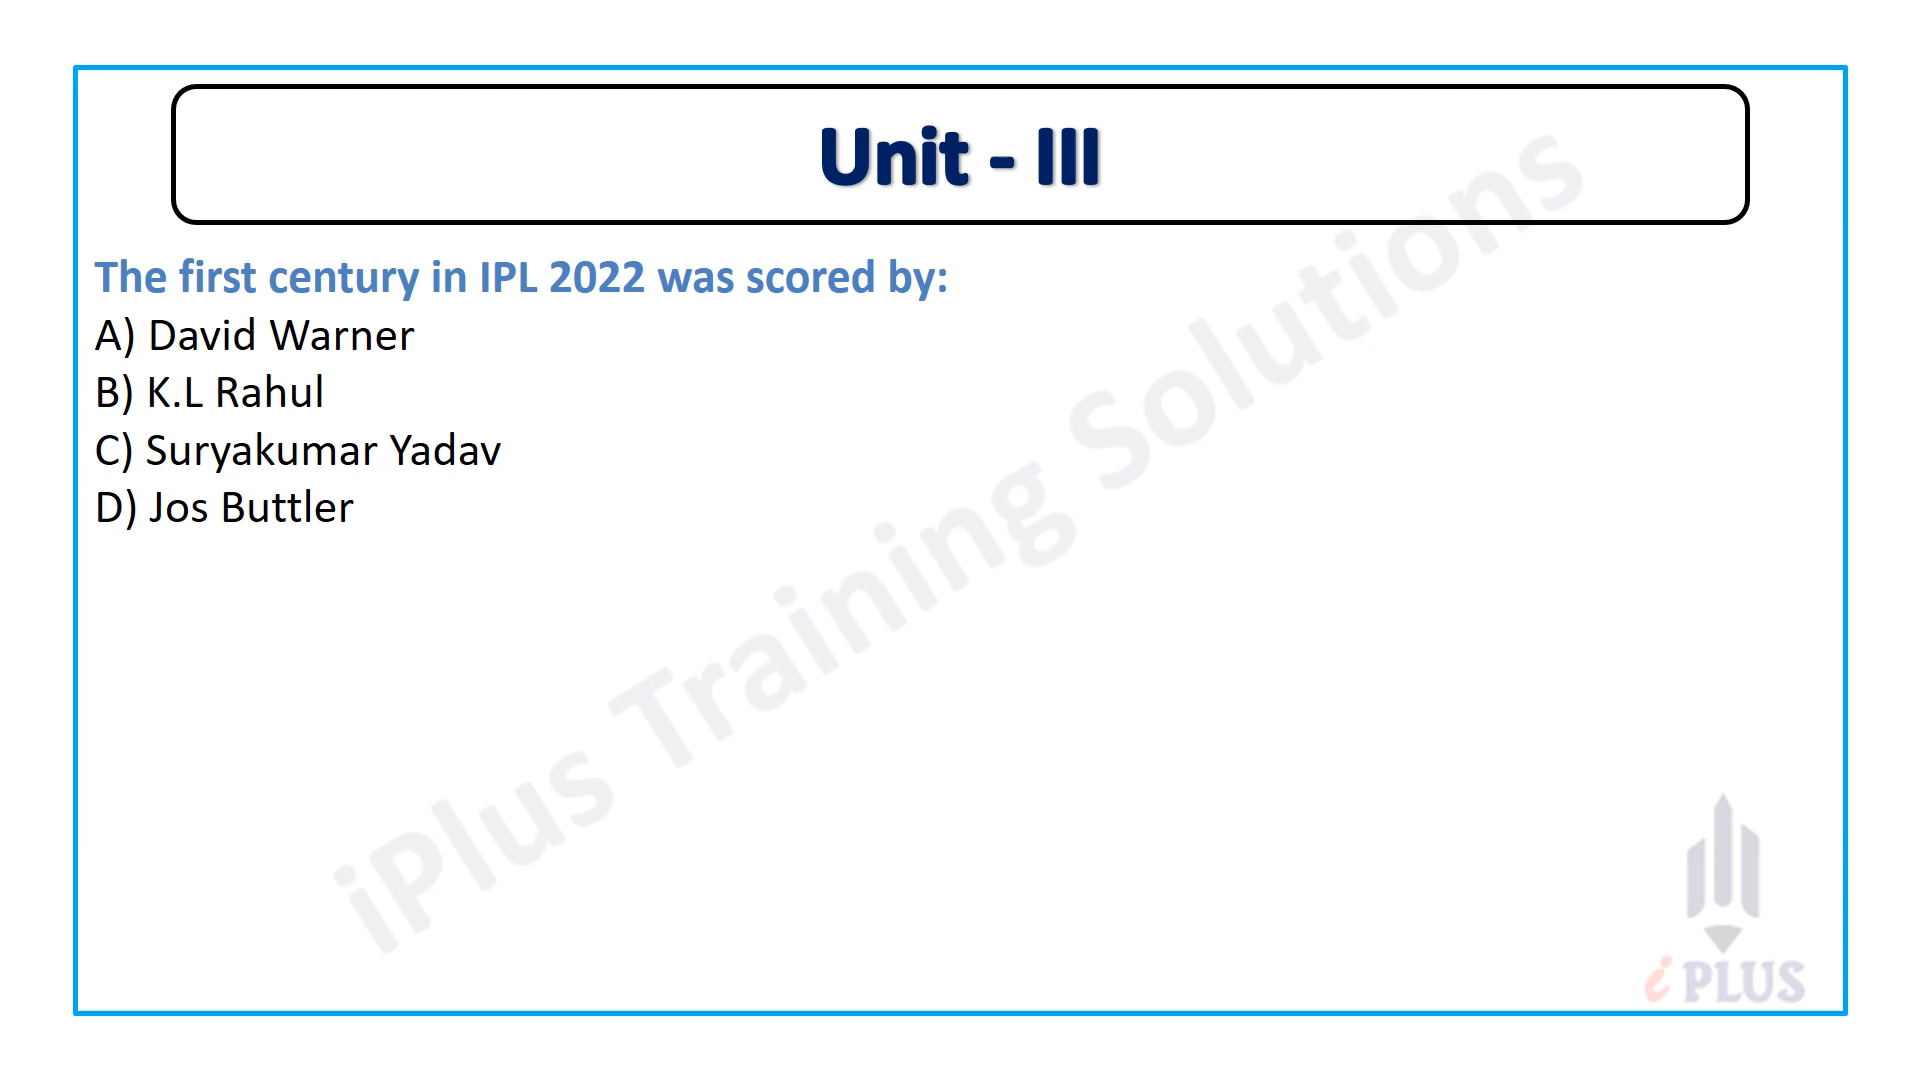 Unit - III
The first century in IPL 2022 was scored by:
A) David Warner
B) K.L Rahul
C) Suryakumar Yadav
D) Jos Buttler
iPlus Training Solutions
i PLUS